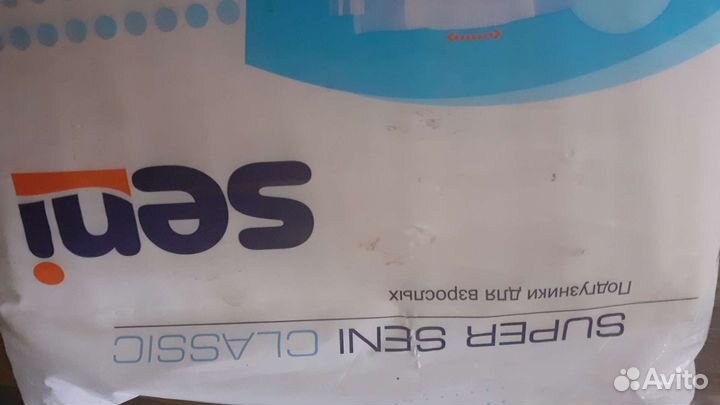 SUPER SENI CLASSIC
Подгузники для взрослых
seni
Avito